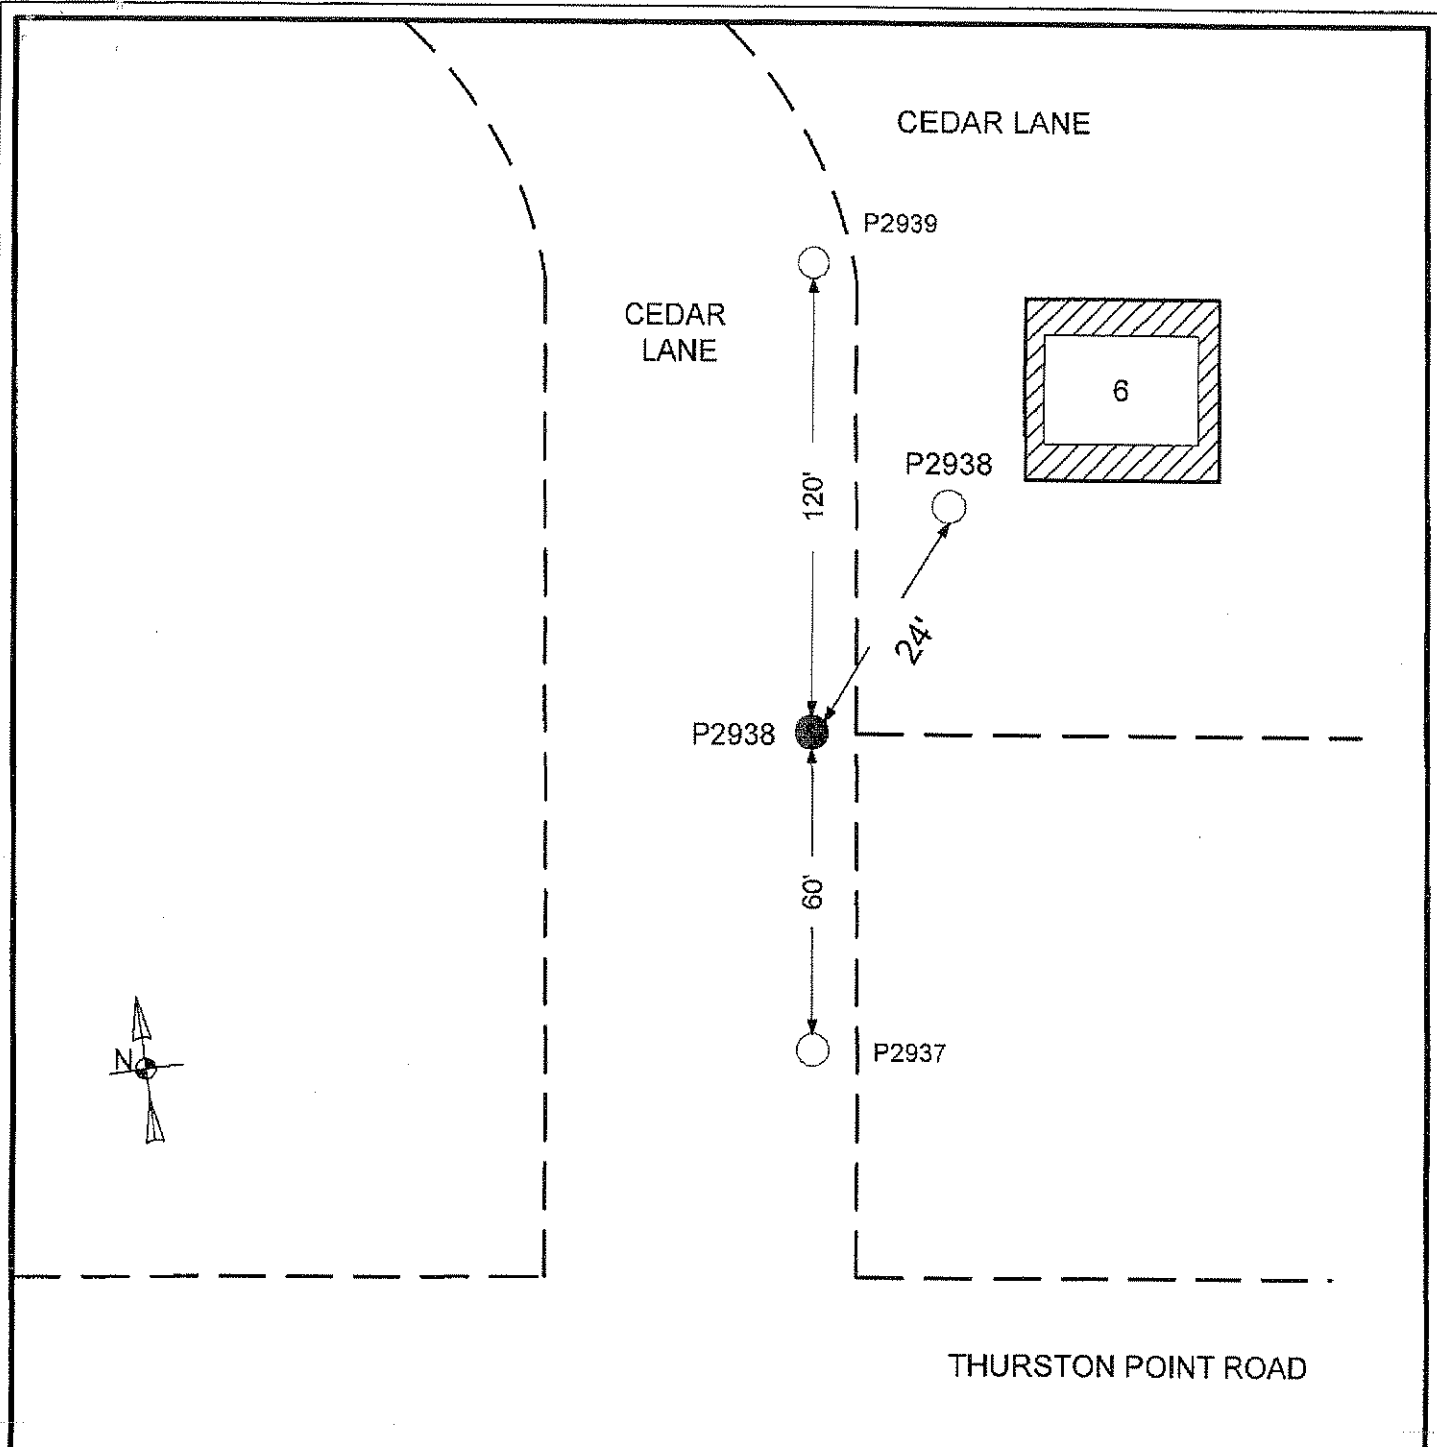 CEDAR LANE
P2939
CEDAR
LANE
6
P2938
120'
24'
P2938
60'
P2937
N
THURSTON POINT ROAD